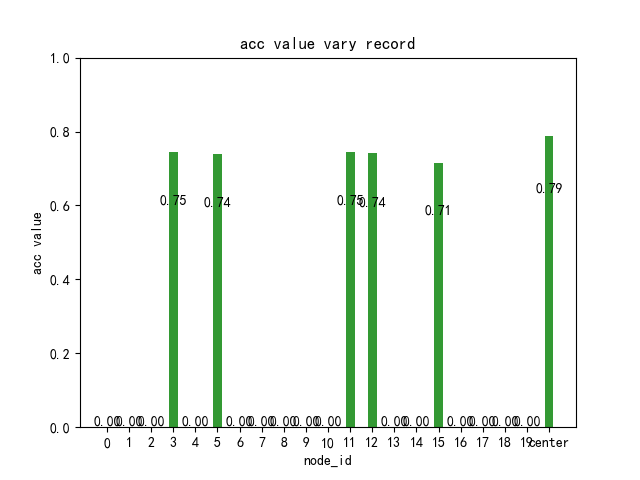 acc value vary record
1.0
0.8
0.6
0.4
0.2
0.0
acc value
0.79
0.75 0.74 0.75 0.74
0.71
0.00 0.00 0.00 0.00 0.00 0.00 0.00 0.00 0.00 0.00 0.00 0.00 0.00 0.00 0.00
0 1 2 3 4 5 6 7 8 9 10 11 12 13 14 15 16 17 18 19 center
node_id